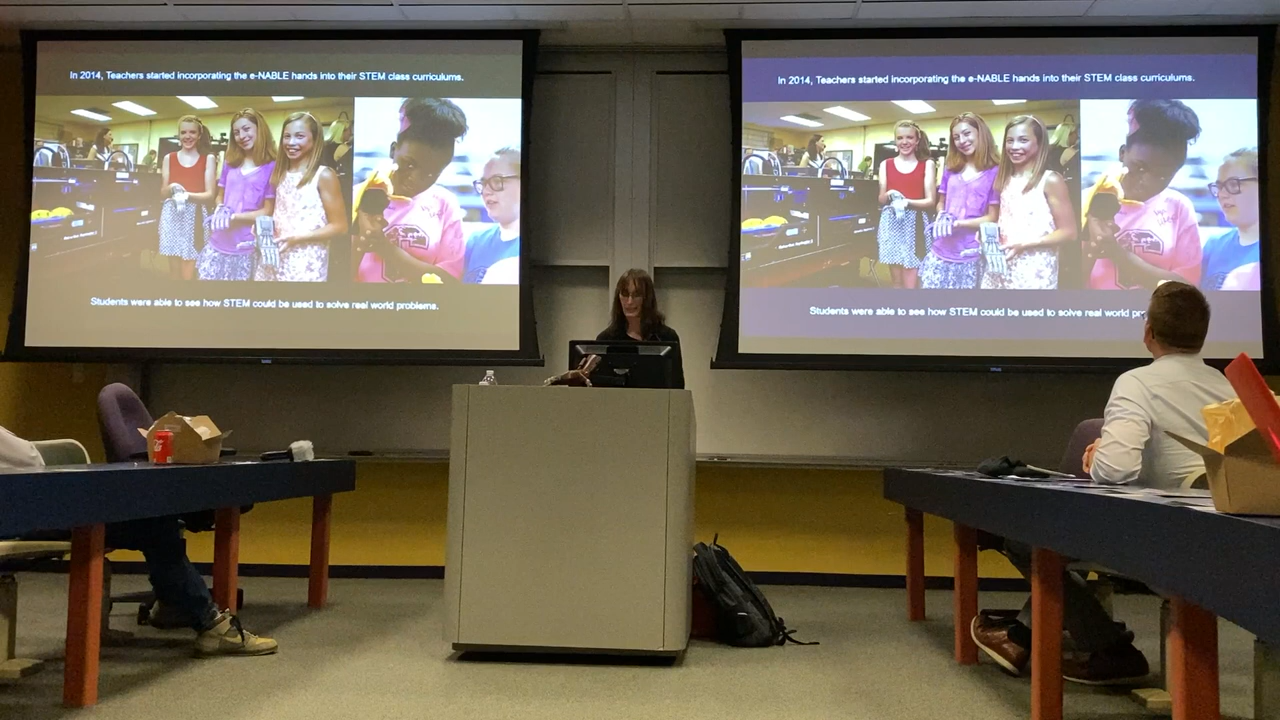 In 2014, Teachers started incorporating the e-NABLE hands into their STEM class curriculums.
Students were able to see how STEM could be used to solve real world problems.
In 2014, Teachers started incorporating the e-NABLE hands into their STEM class curriculums.
Students were able to see how STEM could be used to solve real world